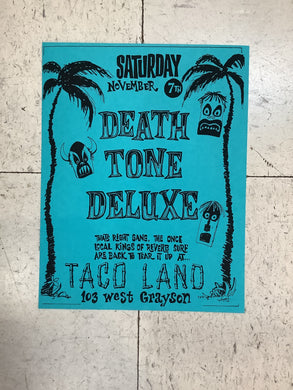 SATURDAY
NOVEMBER 7TH
DEATH
TONE
DELUXE
THAT'S RIGHT GANG. THE ONCE
LOCAL KINGS OF REVERB SURF
ARE BACK TO TEAR IT UP AT...
TACO LAND
103 WEST GRAYSON